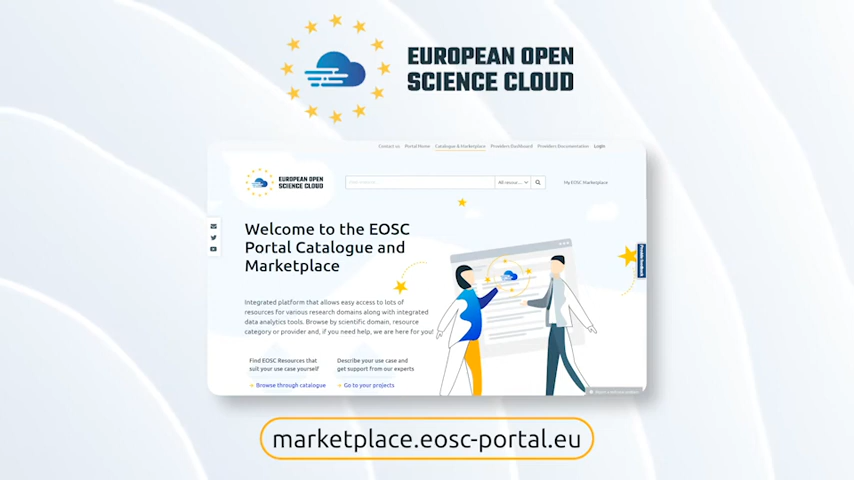 EUROPEAN OPEN
SCIENCE CLOUD
Contact us Portal Home Catalogue & Marketplace Providers Dashboard Providers Documentation Login
EUROPEAN OPEN
SCIENCE CLOUD
All resour...
My EOSC Marketplace
Welcome to the EOSC
Portal Catalogue and
Marketplace
Integrated platform that allows easy access to lots of
resources for various research domains along with integrated
data analytics tools. Browse by scientific domain, resource
category or provider and, if you need help, we are here for you!
Find EOSC Resources that
suit your use case yourself
Browse through catalogue
Describe your use case and
get support from our experts
Go to your projects
marketplace.eosc-portal.eu